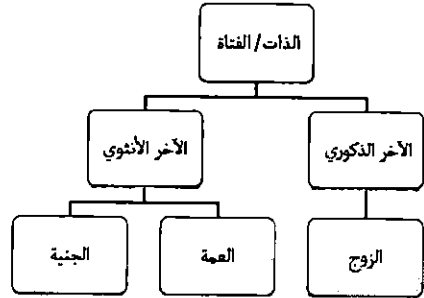 الذات/ الفتاة
الآخر الذكوري
الآخر الأنثوي
الزوج
العمة
الجنية